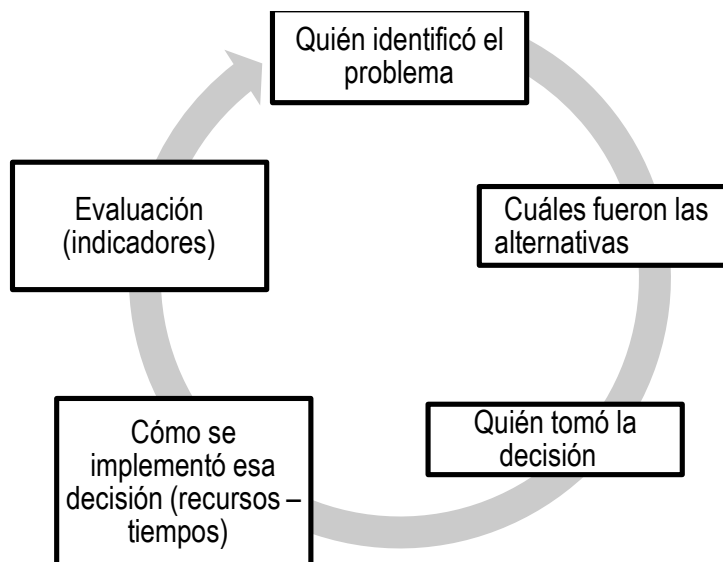 Quién identificó el
problema
Cuáles fueron las
alternativas
Quién tomó la
decisión
Cómo se
implementó esa
decisión (recursos –
tiempos)
Evaluación
(indicadores)